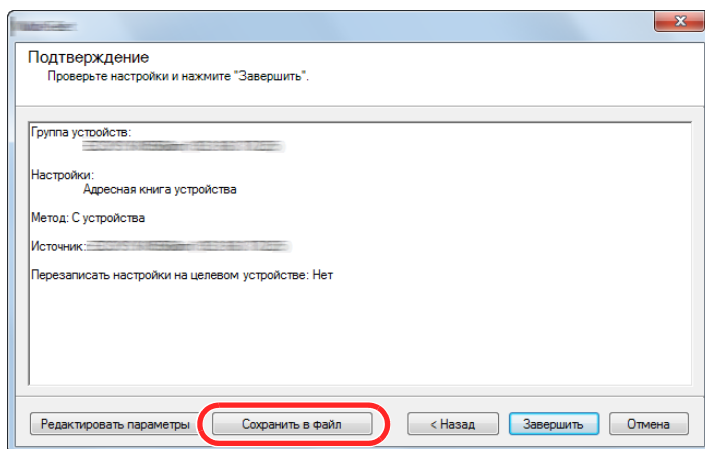 Подтверждение
Проверьте настройки и нажмите "Завершить".
Группа устройств:
Настройки:
Адресная книга устройства
Метод: С устройства
Источник:
Перезаписать настройки на целевом устройстве: Нет
Редактировать параметры Сохранить в файл < Назад Завершить Отмена